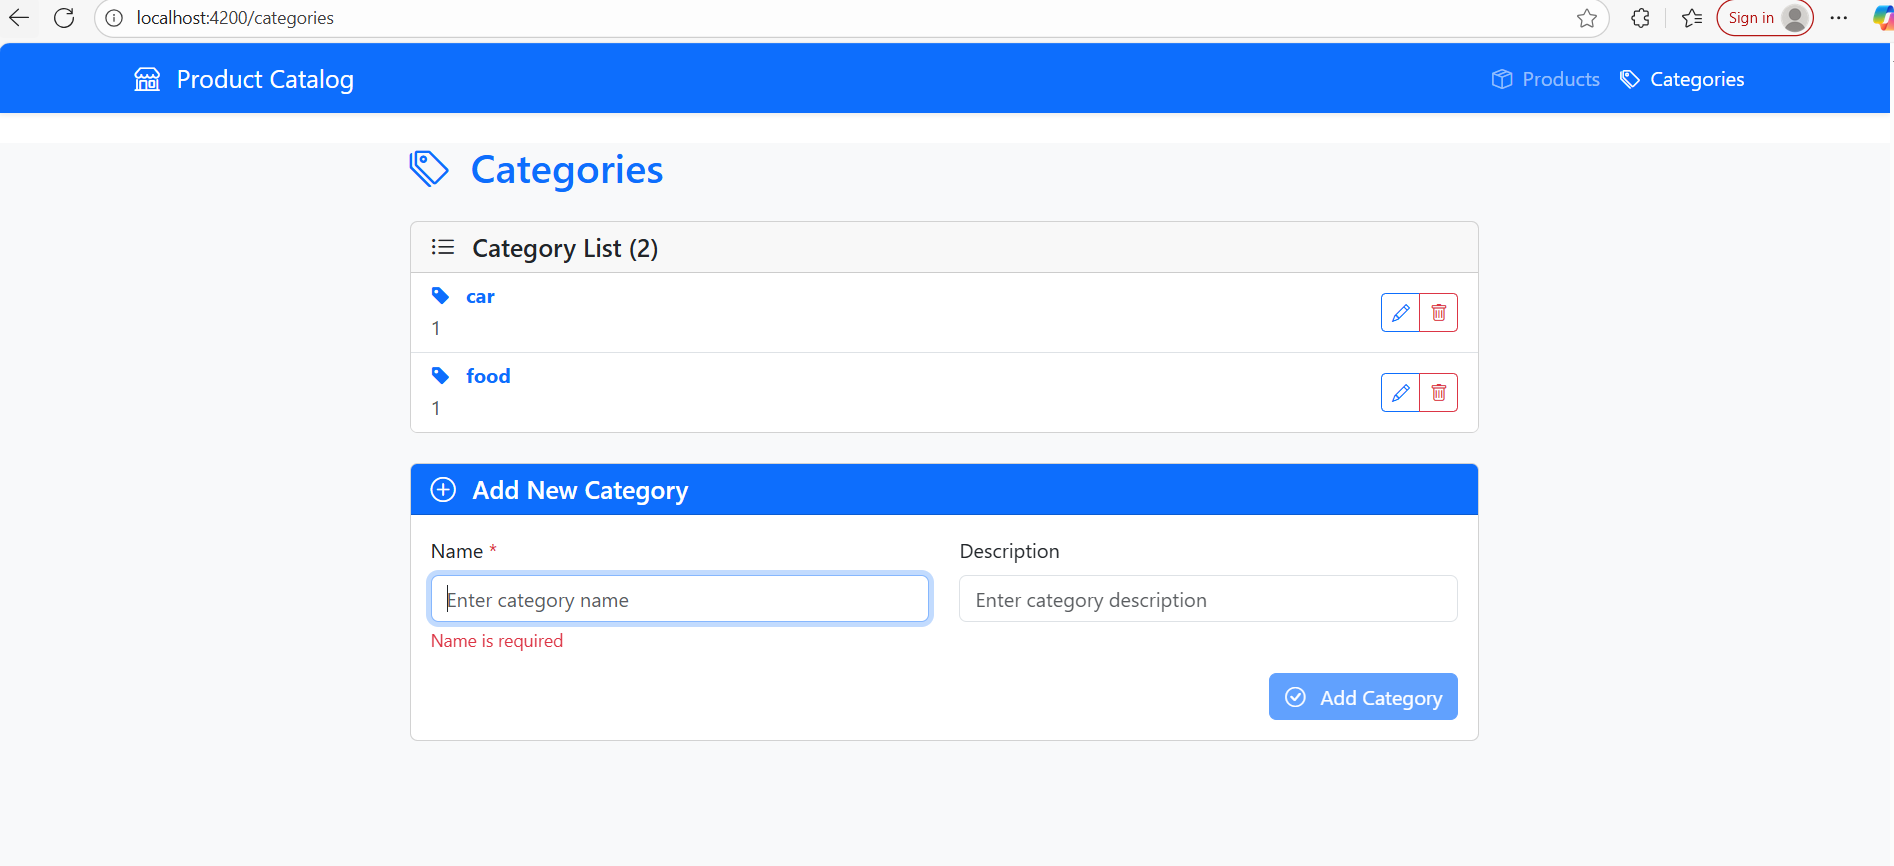 localhost:4200/categories
Sign in
Product Catalog
Products
Categories
Categories
Category List (2)
car
1
food
1
Add New Category
Name *
Description
Enter category name
Enter category description
Name is required
Add Category